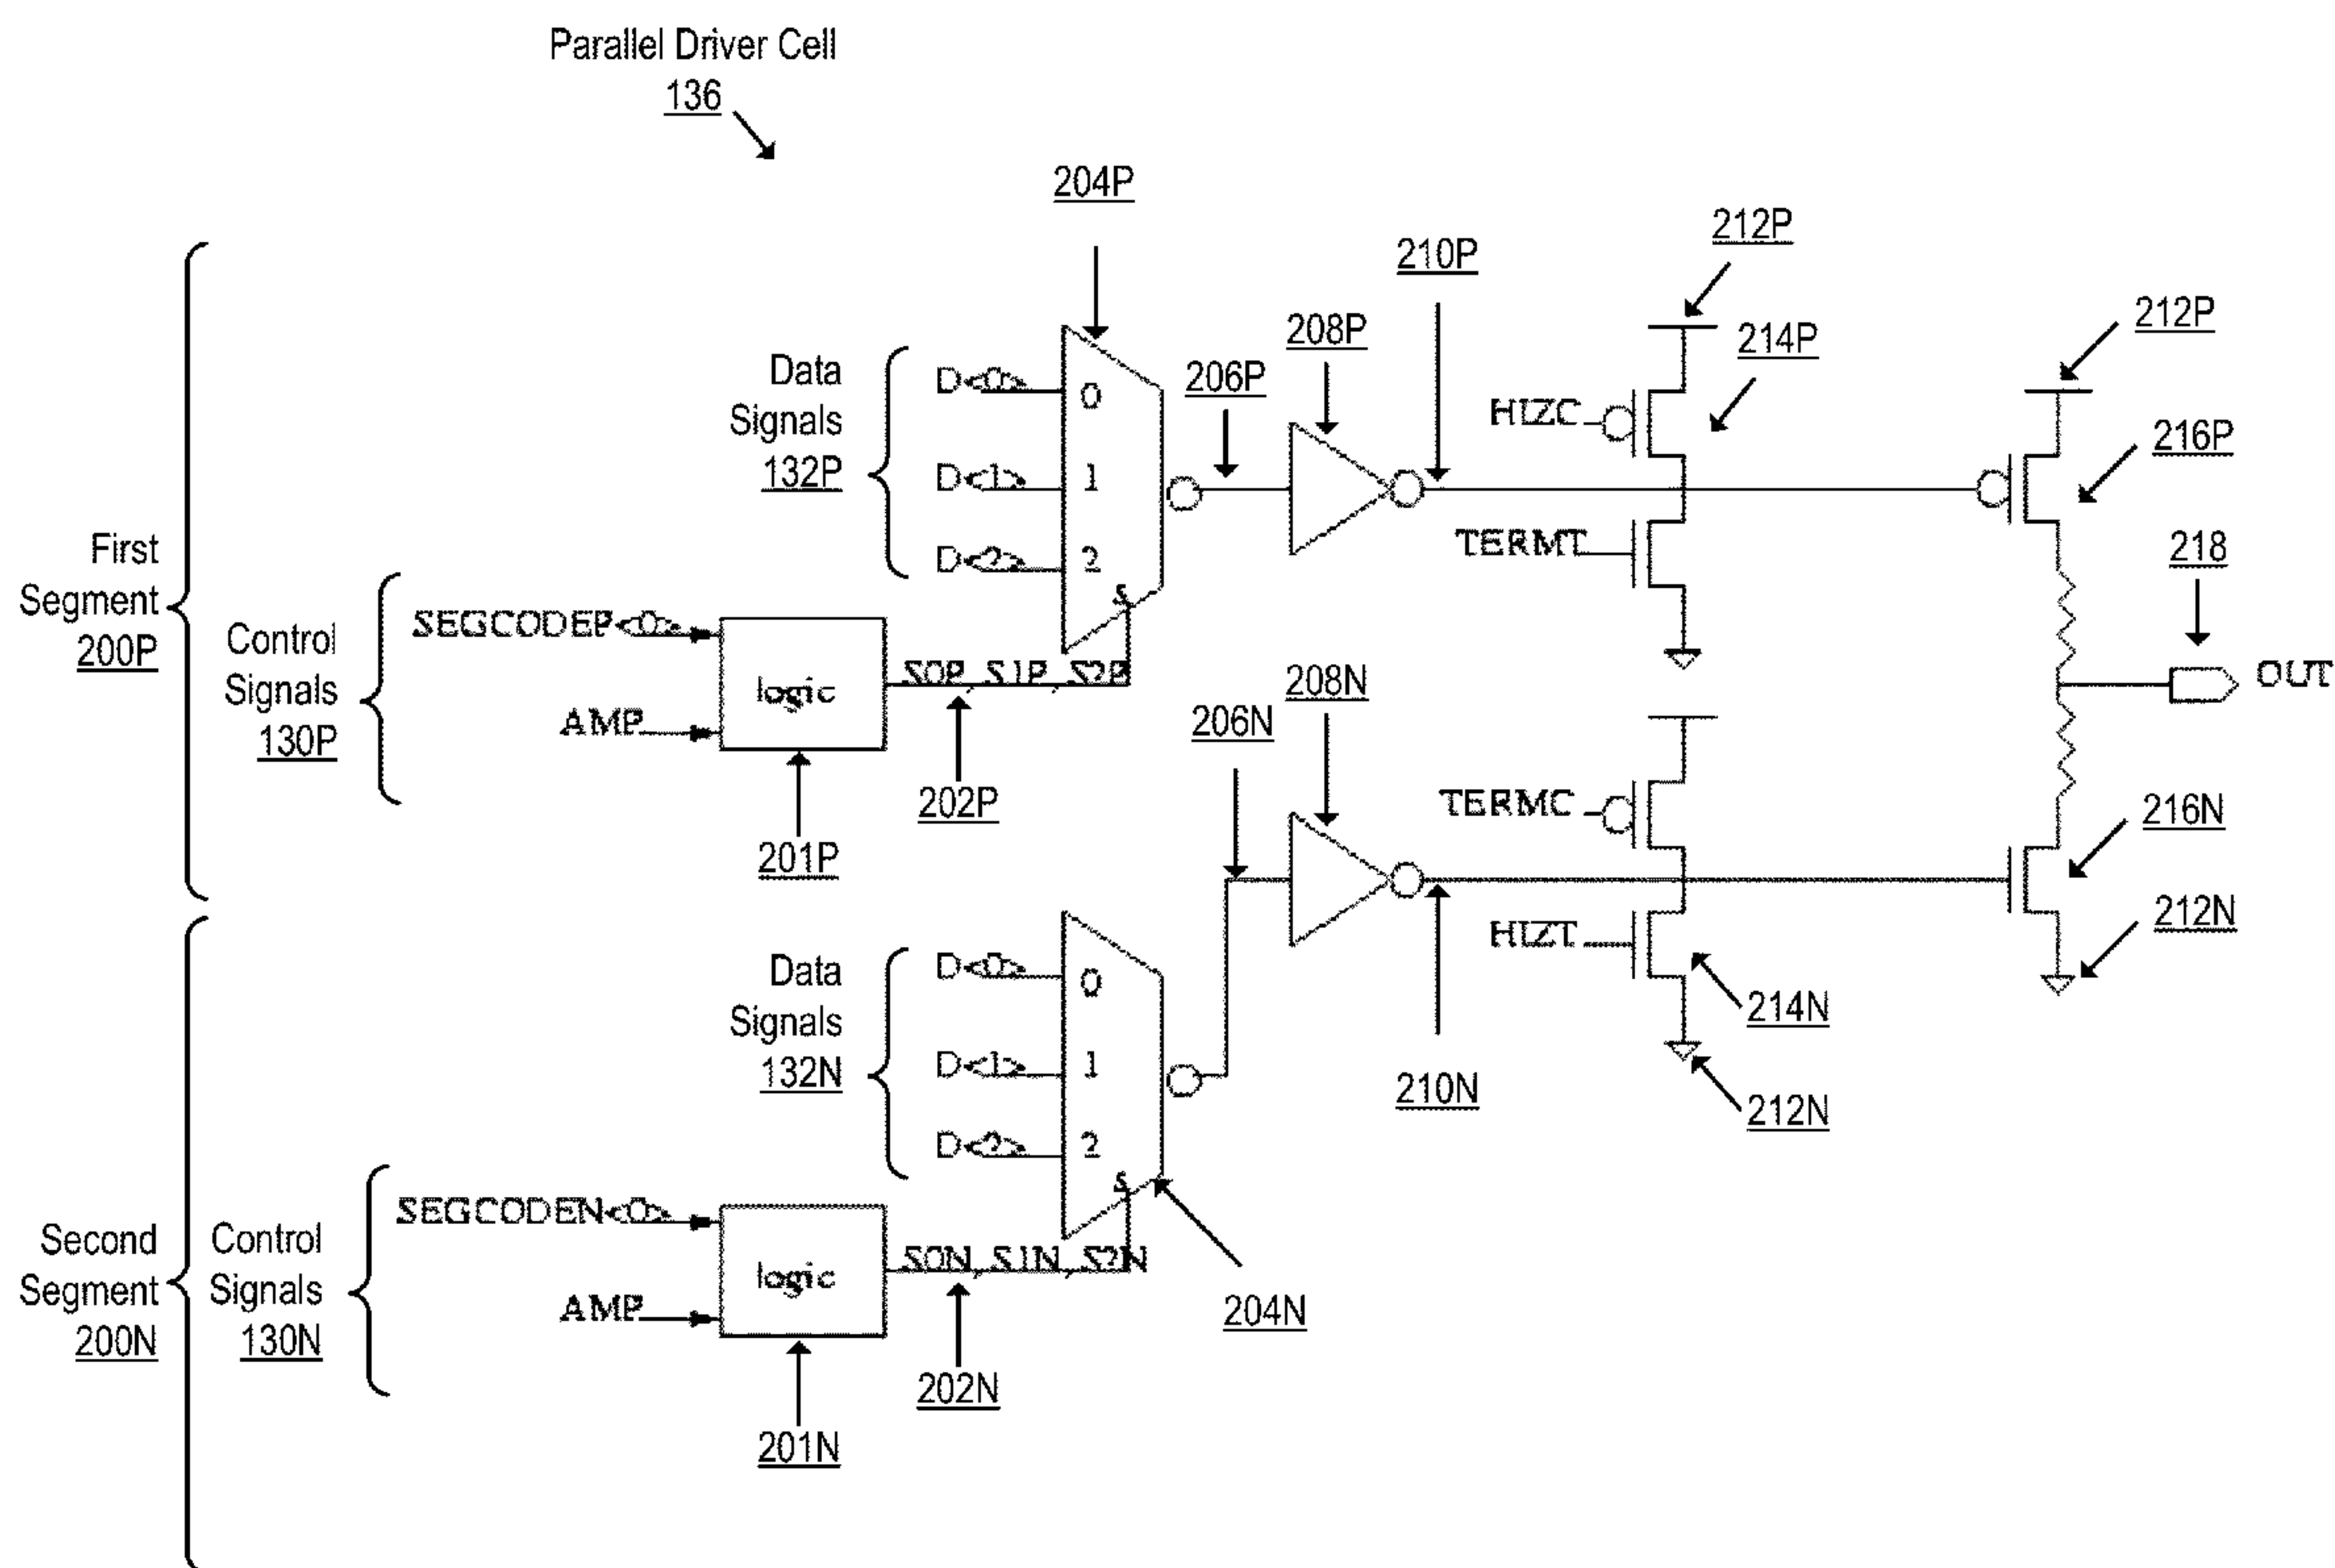 Parallel Driver Cell
136
204P
212P
210P
212P
208P
214P
Data
Signals
132P
D<0>
0
206P
HIZC
216P
D<1>
1
First
Segment
200P
D<2>
2
S
TERMT
218
Control
Signals
130P
SEGCODEP<0>
logic
S0P, S1P, S2P
208N
OUT
AMP
206N
202P
TERMC
216N
201P
212N
Data
Signals
132N
D<0>
0
HIZT
D<1>
1
214N
210N
212N
D<2>
2
S
Second
Segment
200N
Control
Signals
130N
SEGCODEN<0>
logic
S0N, S1N, S2N
AMP
204N
202N
201N